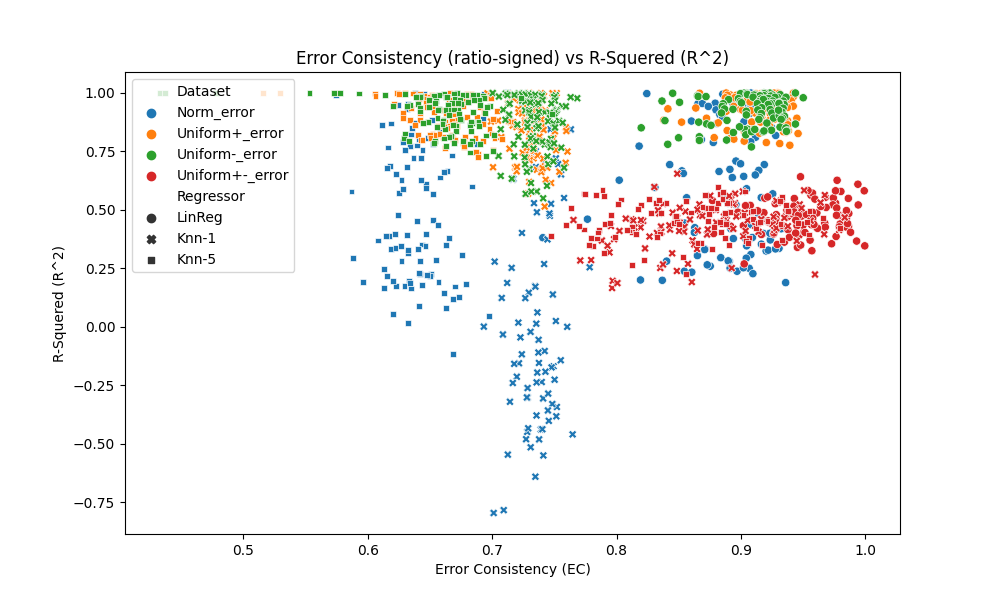 Error Consistency (ratio-signed) vs R-Squered (R^2)
R-Squered (R^2)
1.00
0.75
0.50
0.25
0.00
−0.25
−0.50
−0.75
Dataset
Norm_error
Uniform+_error
Uniform-_error
Uniform+-_error
Regressor
LinReg
Knn-1
Knn-5
0.5 0.6 0.7 0.8 0.9 1.0
Error Consistency (EC)